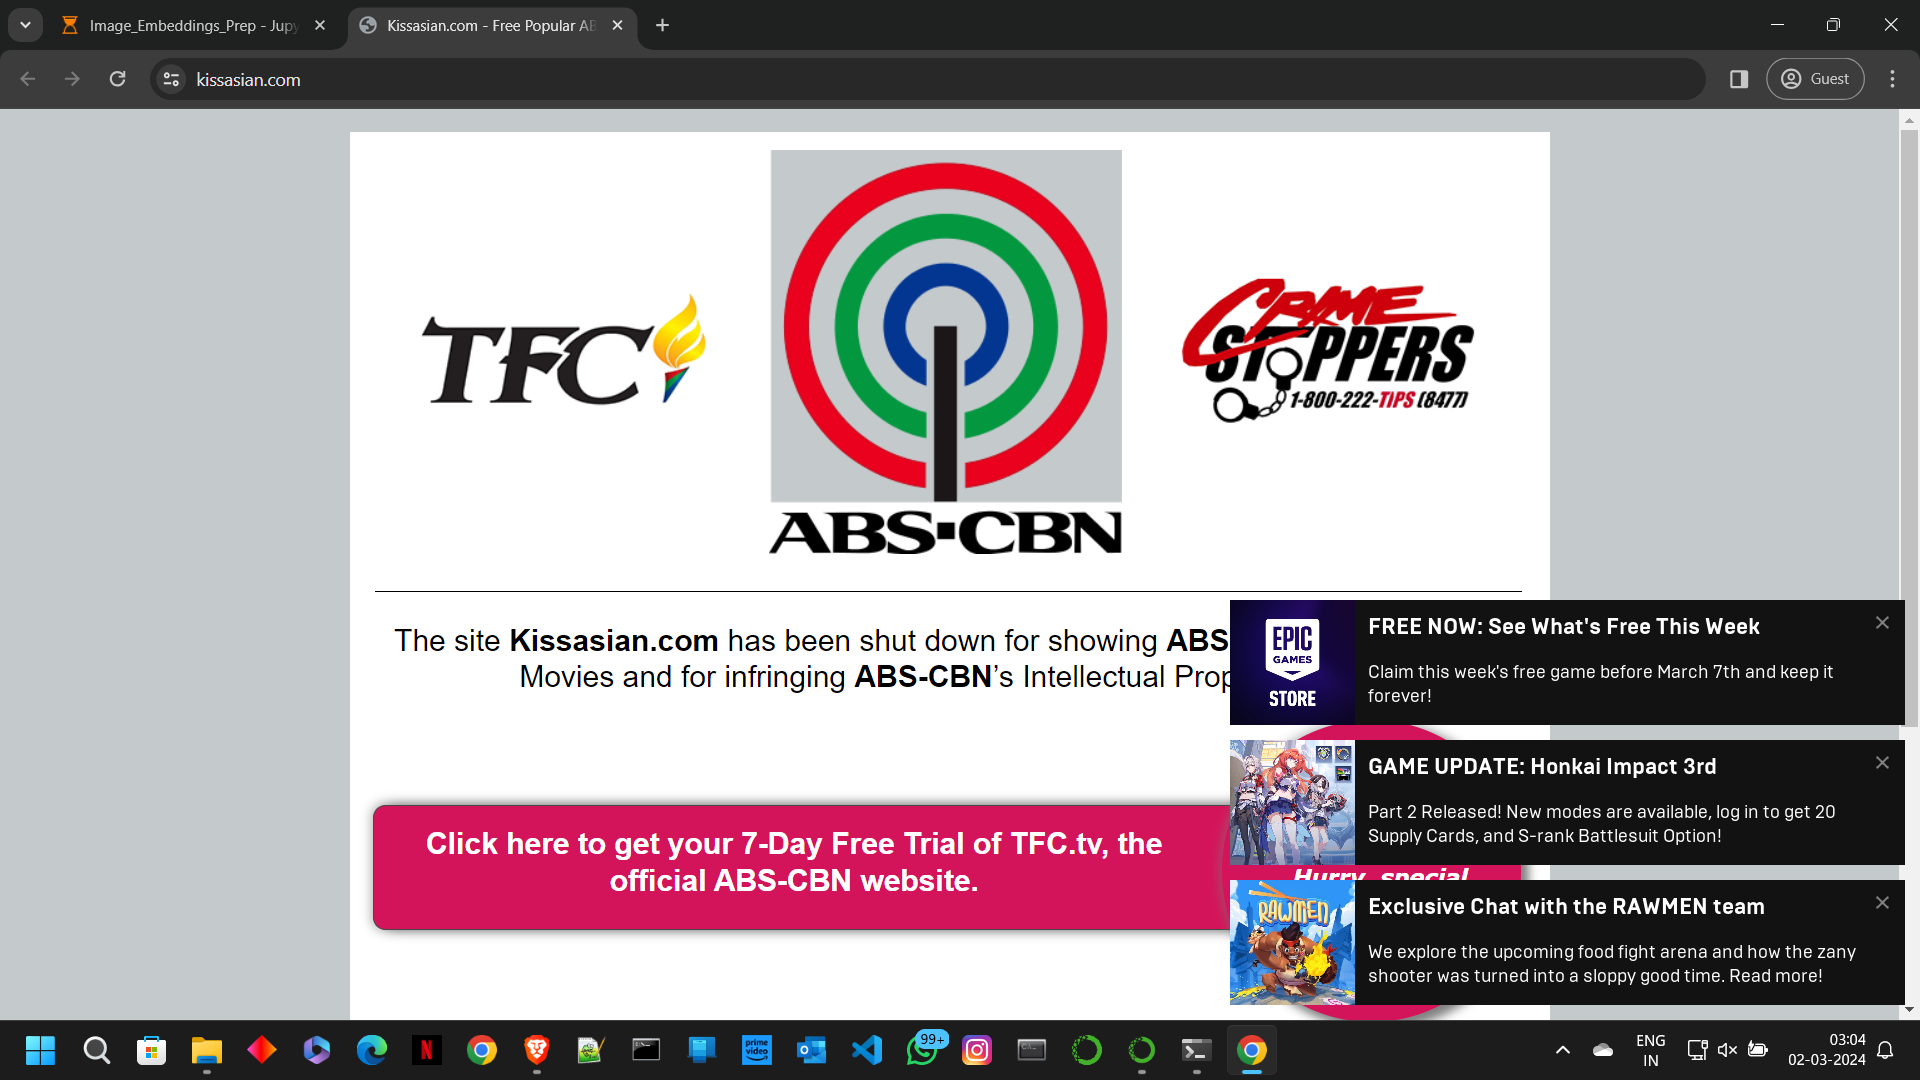 Image_Embeddings_Prep - Jupy
Kissasian.com - Free Popular AB
kissasian.com
Guest
TFC
ABS-CBN
CRIME
STOPPERS
1-800-222-TIPS (8477)
The site Kissasian.com has been shut down for showing ABS
Movies and for infringing ABS-CBN’s Intellectual Prop
Click here to get your 7-Day Free Trial of TFC.tv, the
official ABS-CBN website.
Hurry, special
EPIC
GAMES
STORE
FREE NOW: See What's Free This Week
Claim this week's free game before March 7th and keep it
forever!
GAME UPDATE: Honkai Impact 3rd
Part 2 Released! New modes are available, log in to get 20
Supply Cards, and S-rank Battlesuit Option!
RAWMEN
Exclusive Chat with the RAWMEN team
We explore the upcoming food fight arena and how the zany
shooter was turned into a sloppy good time. Read more!
N
prime
video
99+
ENG
IN
03:04
02-03-2024